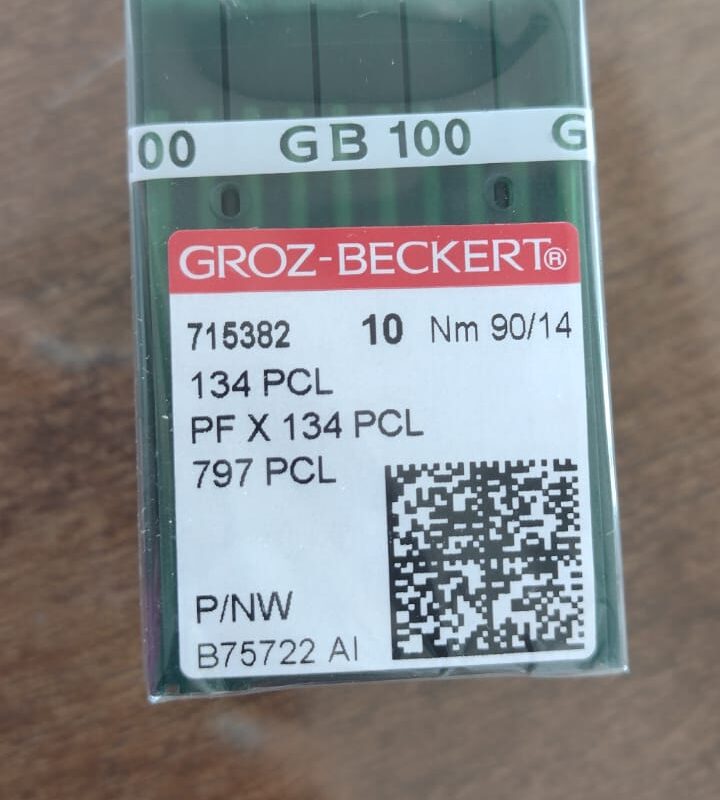 00 GB 100 G
GROZ-BECKERT®
715382 10 Nm 90/14
134 PCL
PF X 134 PCL
797 PCL
P/NW
B75722 AI